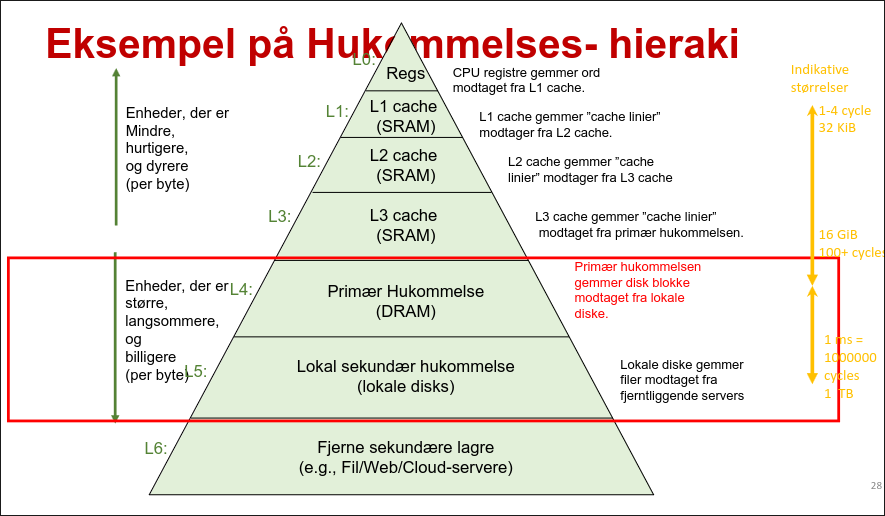 Eksempel på Hukommelses- hieraki
L0:
Regs
CPU registre gemmer ord
modtaget fra L1 cache.
Indikative
størrelser
Enheder, der er
Mindre,
hurtigere,
og dyrere
(per byte)
L1:
L1 cache
(SRAM)
L1 cache gemmer ”cache linier”
modtager fra L2 cache.
1-4 cycle
32 KiB
L2:
L2 cache
(SRAM)
L2 cache gemmer ”cache
linier” modtager fra L3 cache
L3:
L3 cache
(SRAM)
L3 cache gemmer ”cache linier”
modtaget fra primær hukommelsen.
16 GiB
100+ cycles
Enheder, der er
større,
langsommere,
og
billigere
(per byte)
L4:
Primær Hukommelse
(DRAM)
Primær hukommelsen
gemmer disk blokke
modtaget fra lokale
diske.
L5:
Lokal sekundær hukommelse
(lokale disks)
Lokale diske gemmer
filer modtaget fra
fjerntliggende servers
1 ms =
1000000
cycles
1 TB
L6:
Fjerne sekundære lagre
(e.g., Fil/Web/Cloud-servere)
28